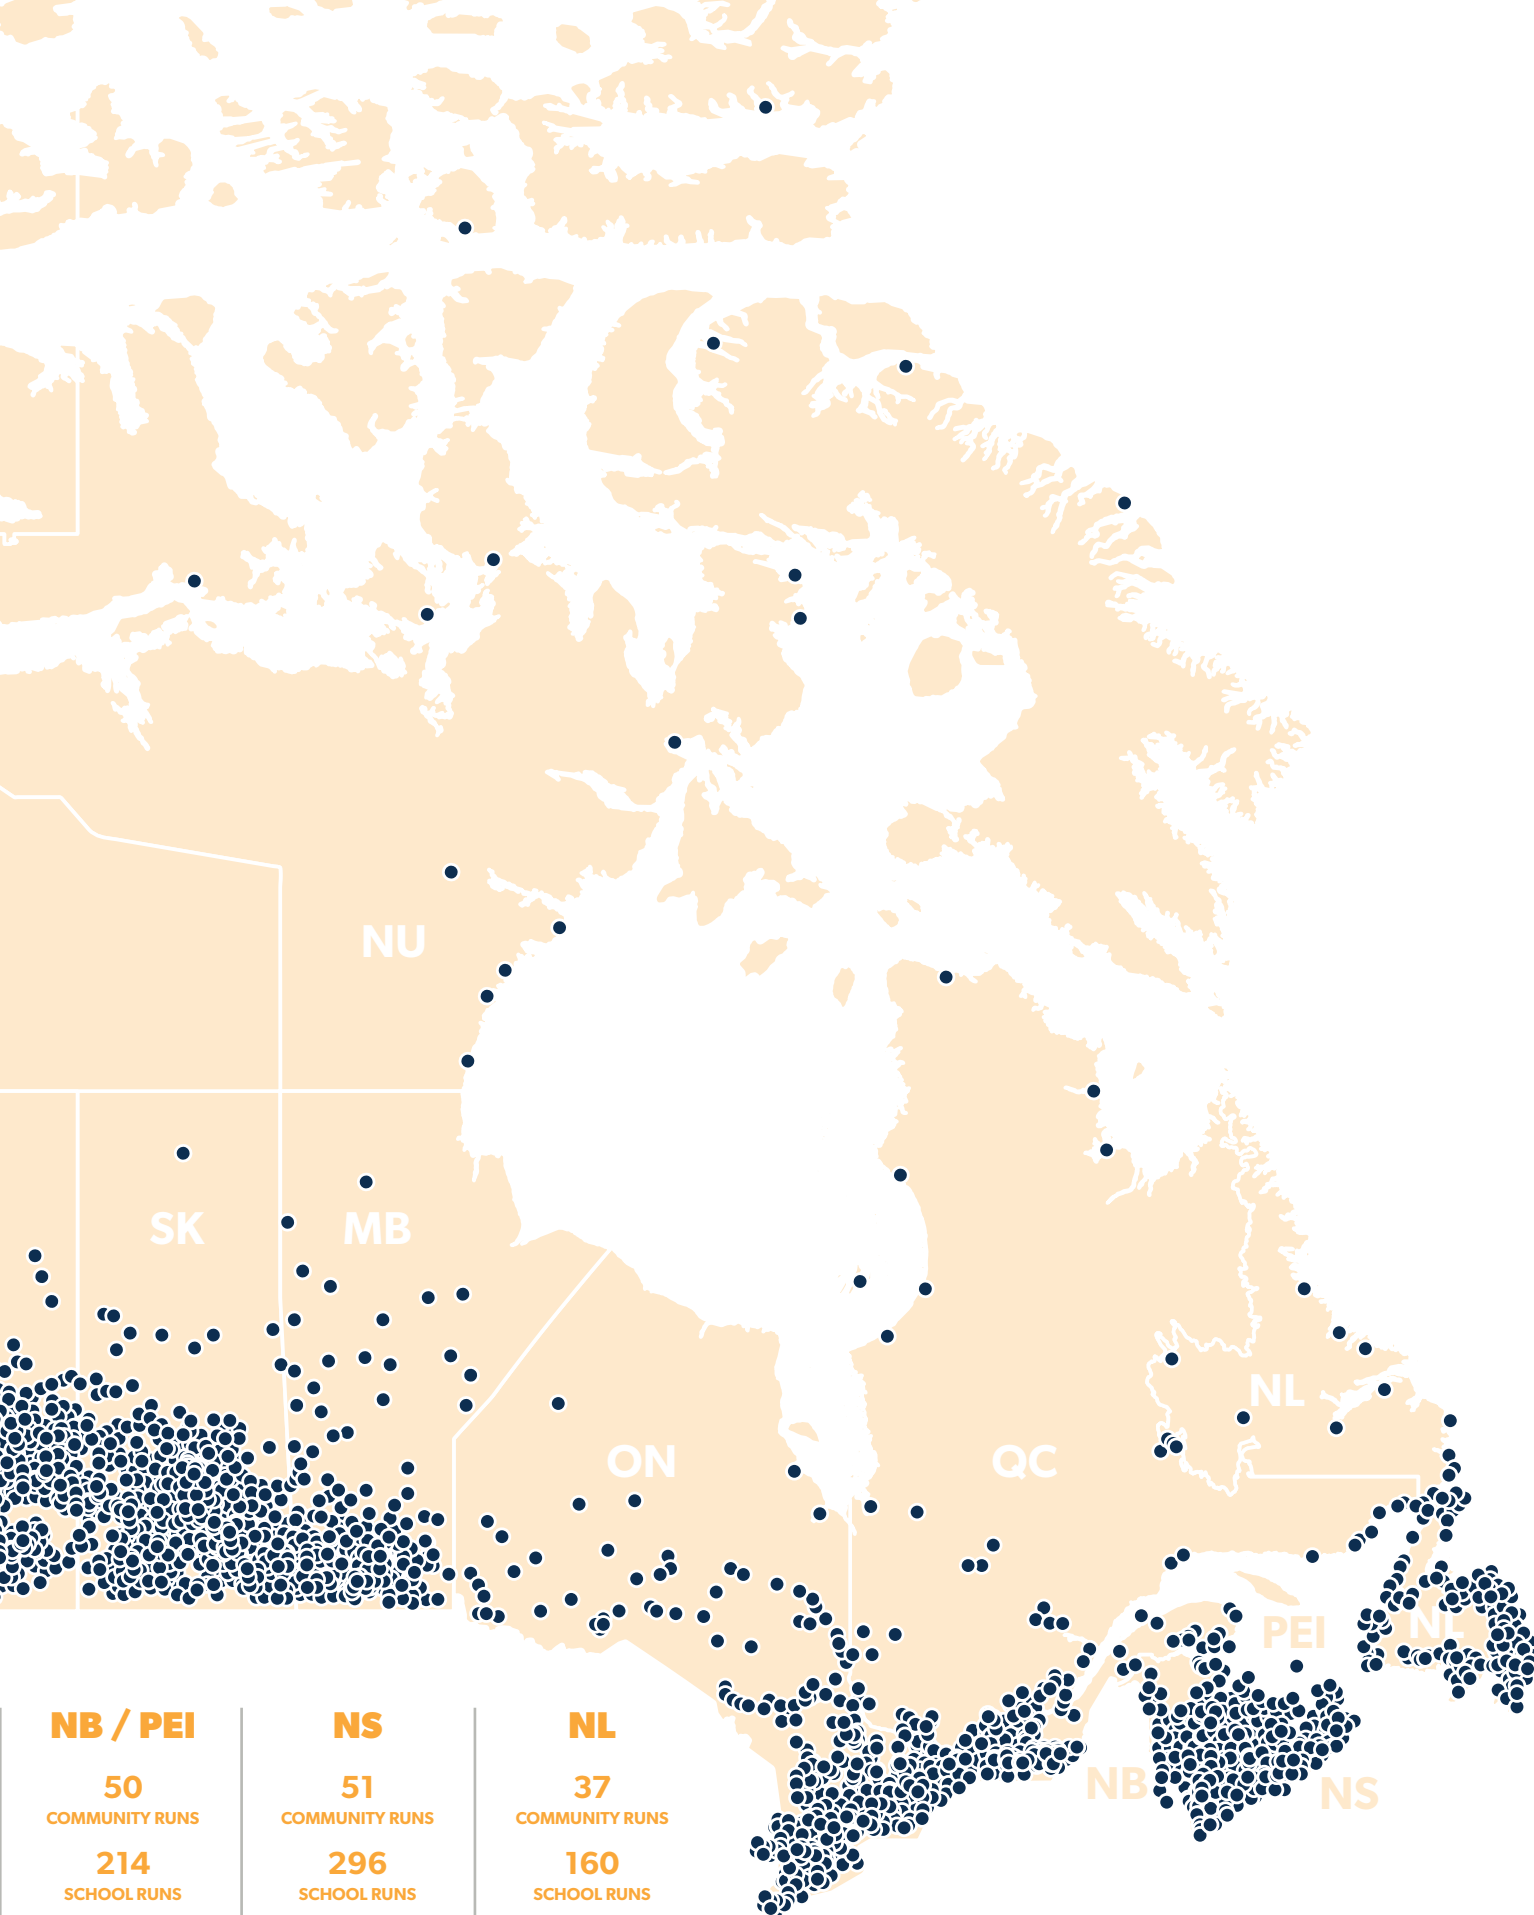 NU
SK
MB
NL
ON
QC
PEI
NL
NB
NS
NB / PEI
50
COMMUNITY RUNS
214
SCHOOL RUNS
NS
51
COMMUNITY RUNS
296
SCHOOL RUNS
NL
37
COMMUNITY RUNS
160
SCHOOL RUNS